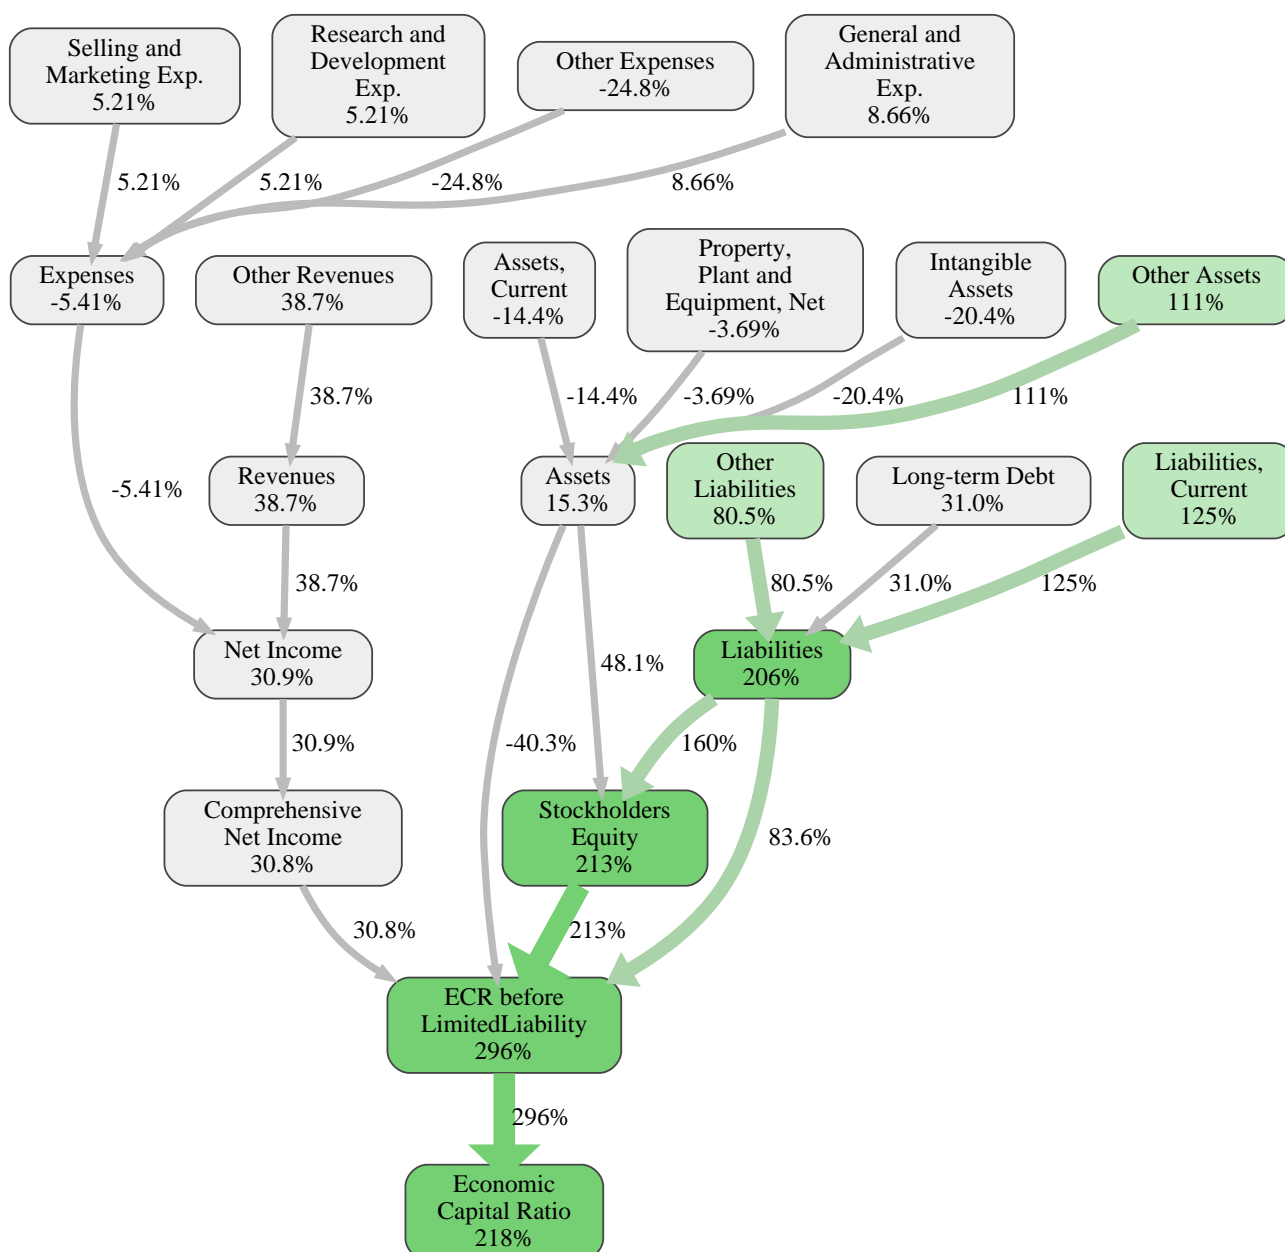 Selling and
Marketing Exp.
5.21%
Research and
Development
Exp.
5.21%
Other Expenses
-24.8%
General and
Administrative
Exp.
8.66%
5.21%
5.21%
-24.8%
8.66%
Expenses
-5.41%
Other Revenues
38.7%
Assets,
Current
-14.4%
Property,
Plant and
Equipment, Net
-3.69%
Intangible
Assets
-20.4%
Other Assets
111%
38.7%
-14.4%
-3.69%
-20.4%
111%
-5.41%
Revenues
38.7%
Assets
15.3%
Other
Liabilities
80.5%
Long-term Debt
31.0%
Liabilities,
Current
125%
38.7%
80.5%
31.0%
125%
Net Income
30.9%
48.1%
Liabilities
206%
30.9%
-40.3%
160%
Comprehensive
Net Income
30.8%
Stockholders
Equity
213%
83.6%
30.8%
213%
ECR before
LimitedLiability
296%
296%
Economic
Capital Ratio
218%